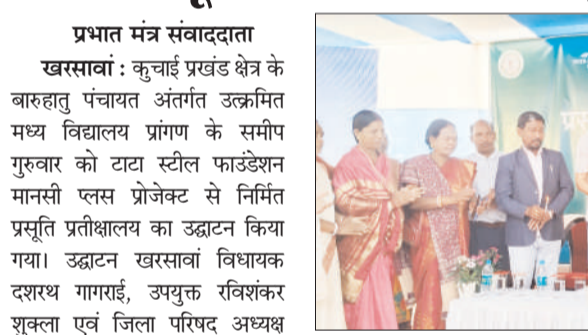 प्रभात मंत्र संवाददाता
खरसावां : कुचाई प्रखंड क्षेत्र के
बारुहातु पंचायत अंतर्गत उत्क्रमित
मध्य विद्यालय प्रांगण के समीप
गुरुवार को टाटा स्टील फाउंडेशन
मानसी प्लस प्रोजेक्ट से निर्मित
प्रसूति प्रतीक्षालय का उद्घाटन किया
गया। उद्घाटन खरसावां विधायक
दशरथ गागराई, उपयुक्त रविशंकर
शुक्ला एवं जिला परिषद अध्यक्ष